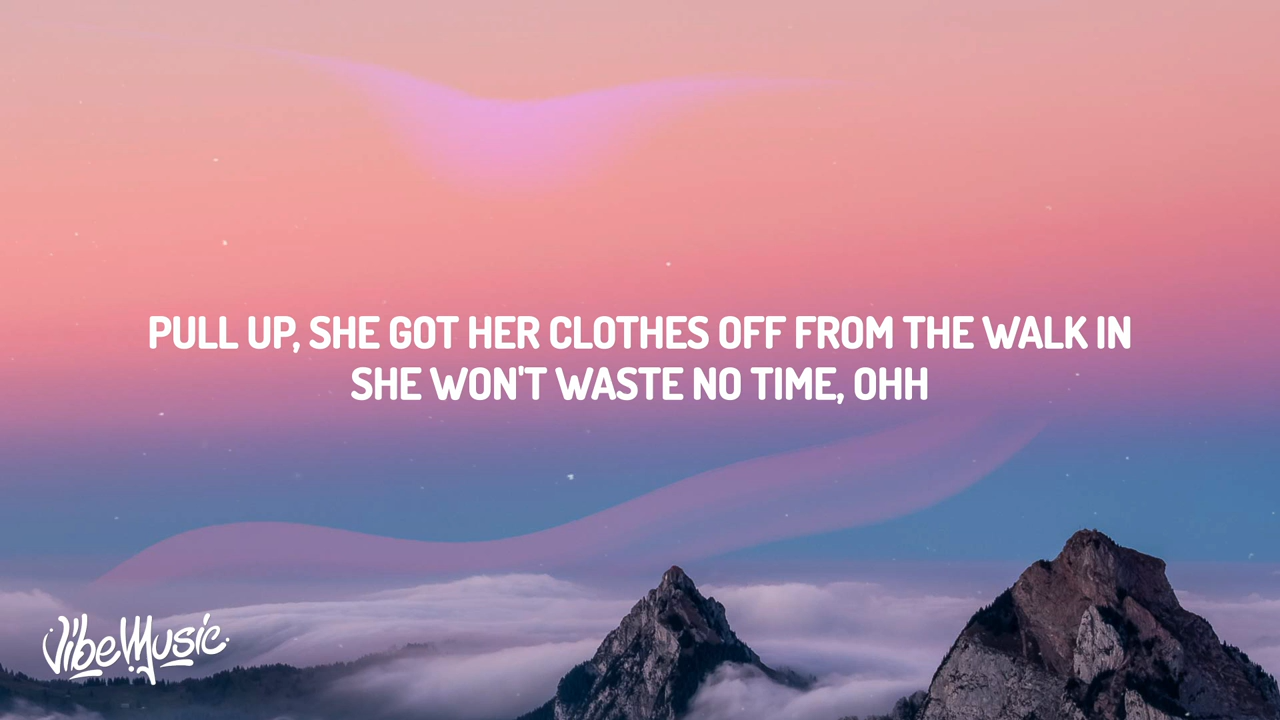 PULL UP, SHE GOT HER CLOTHES OFF FROM THE WALK IN
SHE WON'T WASTE NO TIME, OHH
VibeMusic